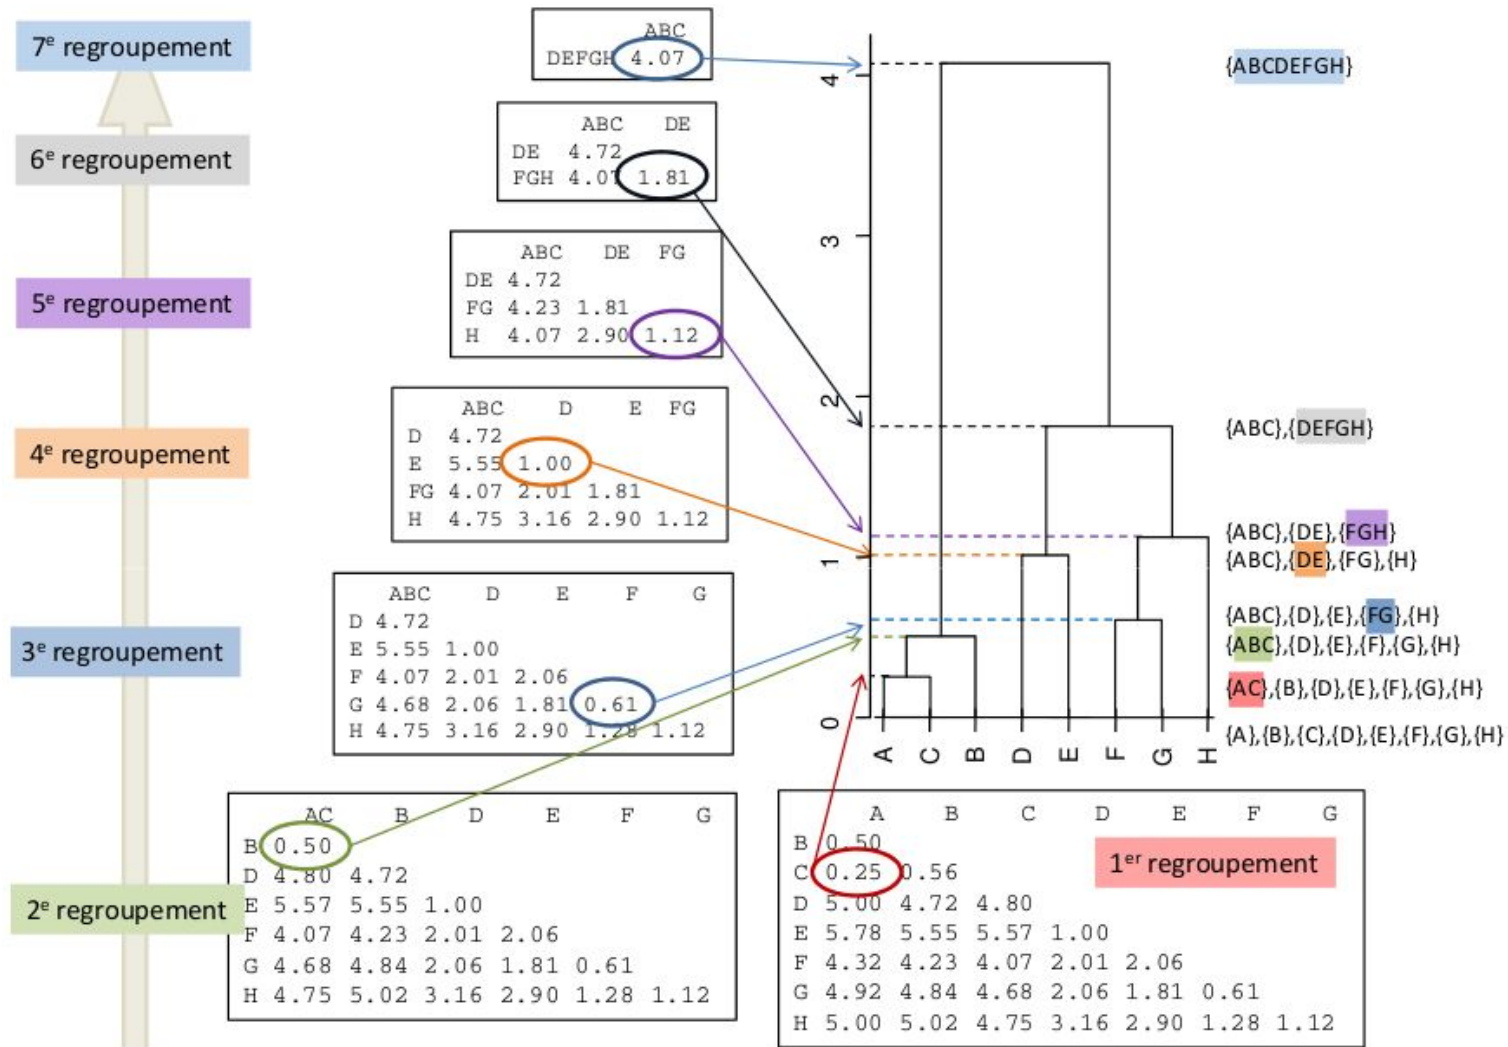 7e regroupement
6e regroupement
5e regroupement
4e regroupement
3e regroupement
2e regroupement
ABC
DEFGH 4.07
ABC DE
DE 4.72
FGH 4.07 1.81
ABC DE FG
DE 4.72
FG 4.23 1.81
H 4.07 2.90 1.12
ABC D E FG
D 4.72
E 5.55 1.00
FG 4.07 2.01 1.81
H 4.75 3.16 2.90 1.12
ABC D E F G
D 4.72
E 5.55 1.00
F 4.07 2.01 2.06
G 4.68 2.06 1.81 0.61
H 4.75 3.16 2.90 1.28 1.12
AC B D E F G
B 0.50
D 4.80 4.72
E 5.57 5.55 1.00
F 4.07 4.23 2.01 2.06
G 4.68 4.84 2.06 1.81 0.61
H 4.75 5.02 3.16 2.90 1.28 1.12
A B C D E F G
B 0.50
C 0.25 0.56
D 5.00 4.72 4.80
E 5.78 5.55 5.57 1.00
F 4.32 4.23 4.07 2.01 2.06
G 4.92 4.84 4.68 2.06 1.81 0.61
H 5.00 5.02 4.75 3.16 2.90 1.28 1.12
1er regroupement
4
3
2
1
0
A C B D E F G H
{ABCDEFGH}
{ABC},{DEFGH}
{ABC},{DE},{FGH}
{ABC},{DE},{FG},{H}
{ABC},{D},{E},{FG},{H}
{ABC},{D},{E},{F},{G},{H}
{AC},{B},{D},{E},{F},{G},{H}
{A},{B},{C},{D},{E},{F},{G},{H}